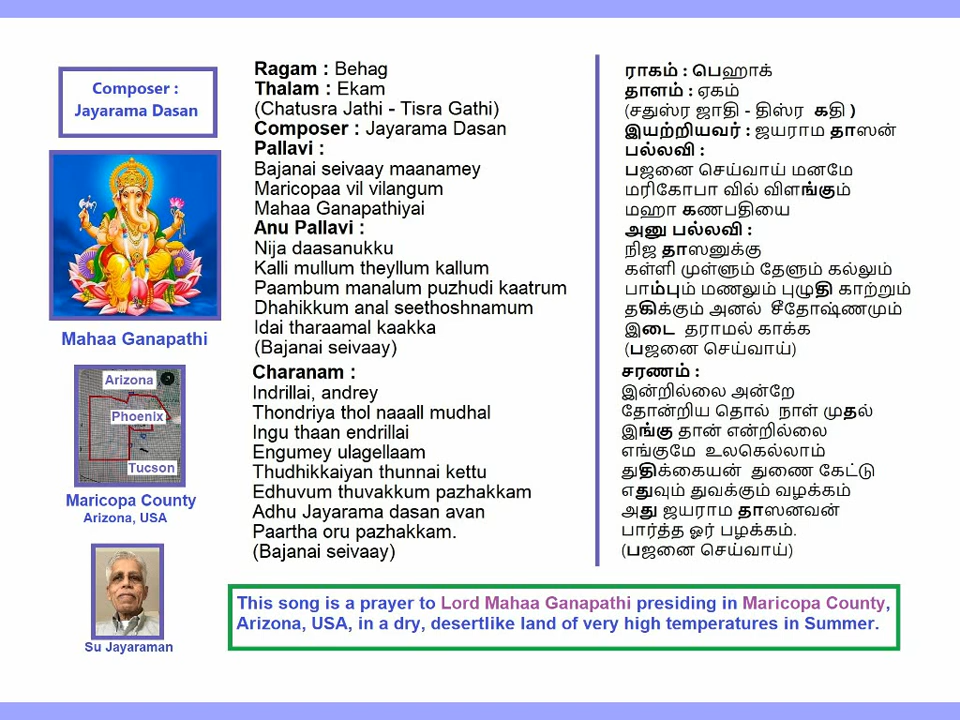 Composer :
Jayarama Dasan
Mahaa Ganapathi
Arizona
Phoenix
Tucson
Maricopa County
Arizona, USA
Su Jayaraman
Ragam : Behag
Thalam : Ekam
(Chatusra Jathi - Tisra Gathi)
Composer : Jayarama Dasan
Pallavi :
Bajanai seivaay maanamey
Maricopaa vil vilangum
Mahaa Ganapathiyai
Anu Pallavi :
Nija daasanukku
Kalli mullum theyllum kallum
Paambum manalum puzhudi kaatrum
Dhahikkum anal seethoshnamum
Idai tharaamal kaakka
(Bajanai seivaay)
Charanam :
Indrillai, andrey
Thondriya thol naaall mudhal
Ingu thaan endrillai
Engumey ulagellaam
Thudhikkaiyan thunnai kettu
Edhuvum thuvakkum pazhakkam
Adhu Jayarama dasan avan
Paartha oru pazhakkam.
(Bajanai seivaay)
ராகம் : பெஹாக்
தாளம் : ஏகம்
(சதுஸ்ர ஜாதி - திஸ்ர கதி )
இயற்றியவர் : ஜயராம தாஸன்
பல்லவி :
பஜனை செய்வாய் மனமே
மரிகோபா வில் விளங்கும்
மஹா கணபதியை
அனு பல்லவி :
நிஜ தாஸனுக்கு
கள்ளி முள்ளும் தேளும் கல்லும்
பாம்பும் மணலும் புழுதி காற்றும்
தகிக்கும் அனல் சீதோஷ்ணமும்
இடை தராமல் காக்க
(பஜனை செய்வாய்)
சரணம் :
இன்றில்லை அன்றே
தோன்றிய தொல் நாள் முதல்
இங்கு தான் என்றில்லை
எங்குமே உலகெல்லாம்
துதிக்கையன் துணை கேட்டு
எதுவும் துவக்கும் வழக்கம்
அது ஜயராம தாஸனவன்
பார்த்த ஓர் பழக்கம்.
(பஜனை செய்வாய்)
This song is a prayer to Lord Mahaa Ganapathi presiding in Maricopa County,
Arizona, USA, in a dry, desertlike land of very high temperatures in Summer.